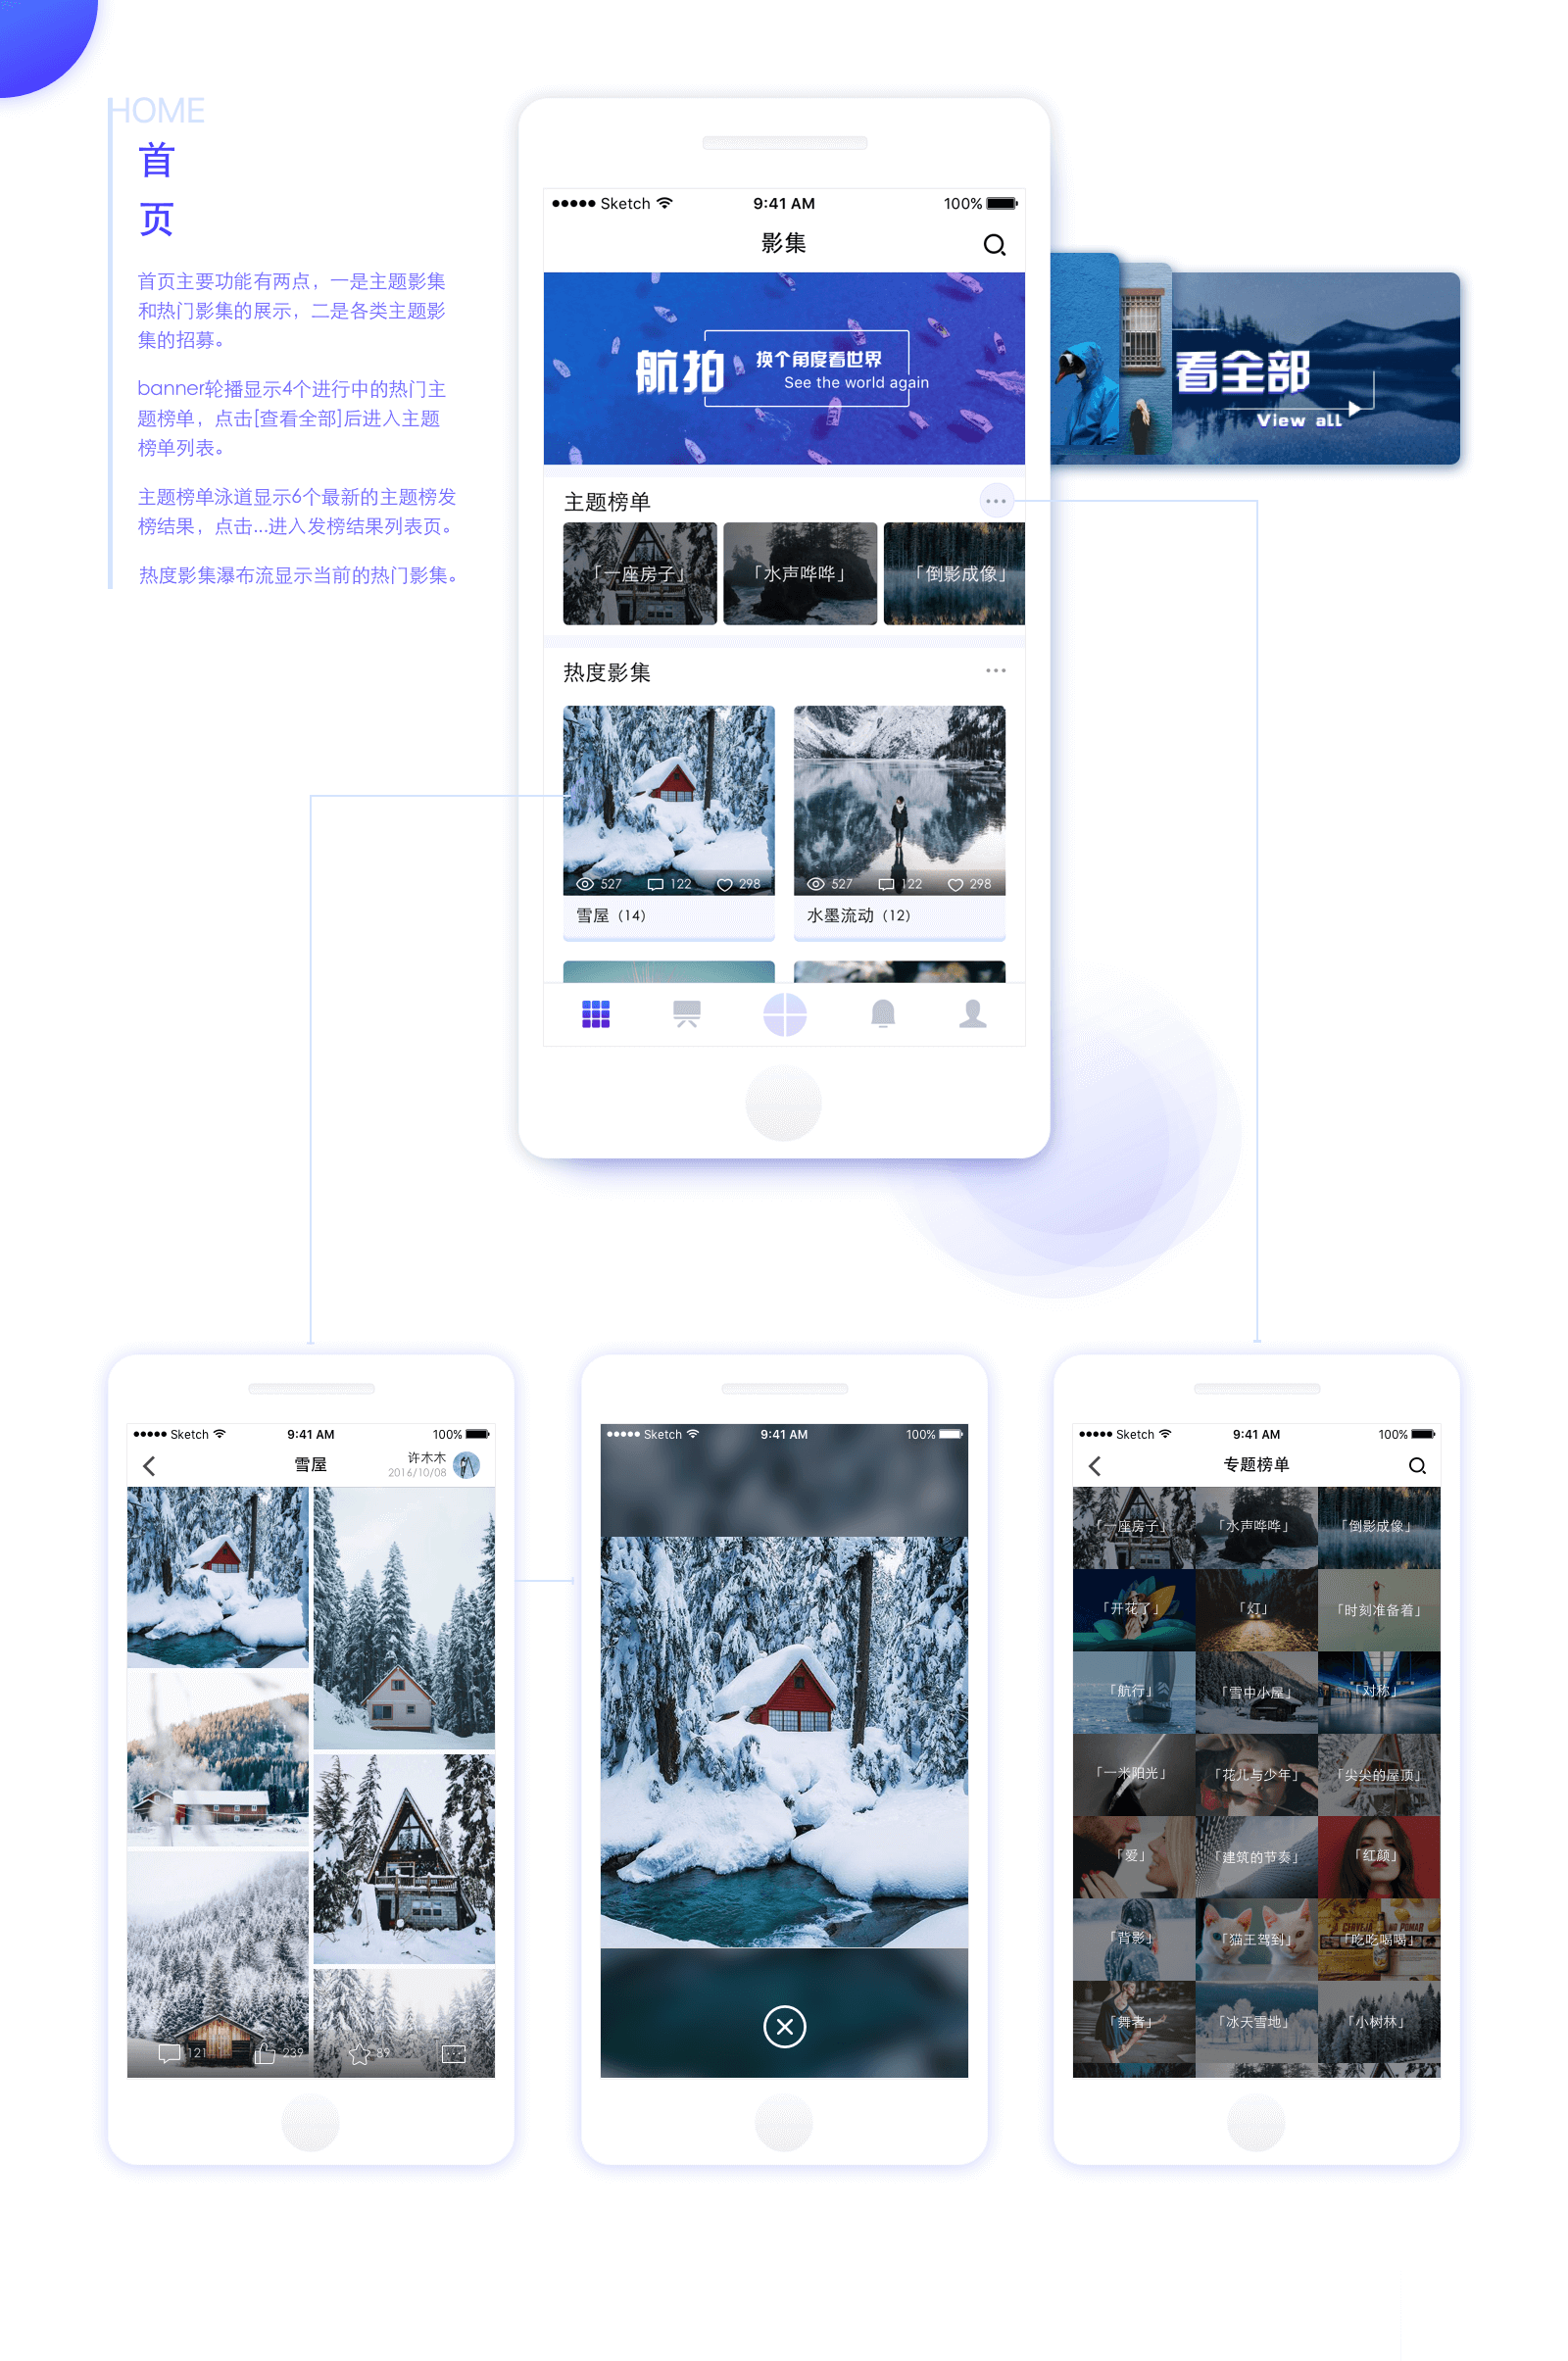 HOME
首
页
首页主要功能有两点，一是主题影集
和热门影集的展示，二是各类主题影
集的招募。
banner轮播显示4个进行中的热门主
题榜单，点击[查看全部]后进入主题
榜单列表。
主题榜单泳道显示6个最新的主题榜发
榜结果，点击...进入发榜结果列表页。
热度影集瀑布流显示当前的热门影集。
Sketch 9:41 AM 100%
影集
航拍 换个角度看世界
See the world again
看全部
View all
主题榜单
「一座房子」 「水声哗哗」 「倒影成像」
热度影集
527 122 298 527 122 298
雪屋（14） 水墨流动（12）
Sketch 9:41 AM 100%
雪屋
许木木
2016/10/08
121 239 89
Sketch 9:41 AM 100%
Sketch 9:41 AM 100%
专题榜单
「一座房子」 「水声哗哗」 「倒影成像」
「开花了」 「灯」 「时刻准备着」
「航行」 「雪中小屋」 「对称」
「一米阳光」 「花儿与少年」 「尖尖的屋顶」
「爱」 「建筑的节奏」 「红颜」
CERVEJA NO POMAR
「背影」 「猫王驾到」 「吃吃喝喝」
「舞者」 「冰天雪地」 「小树林」